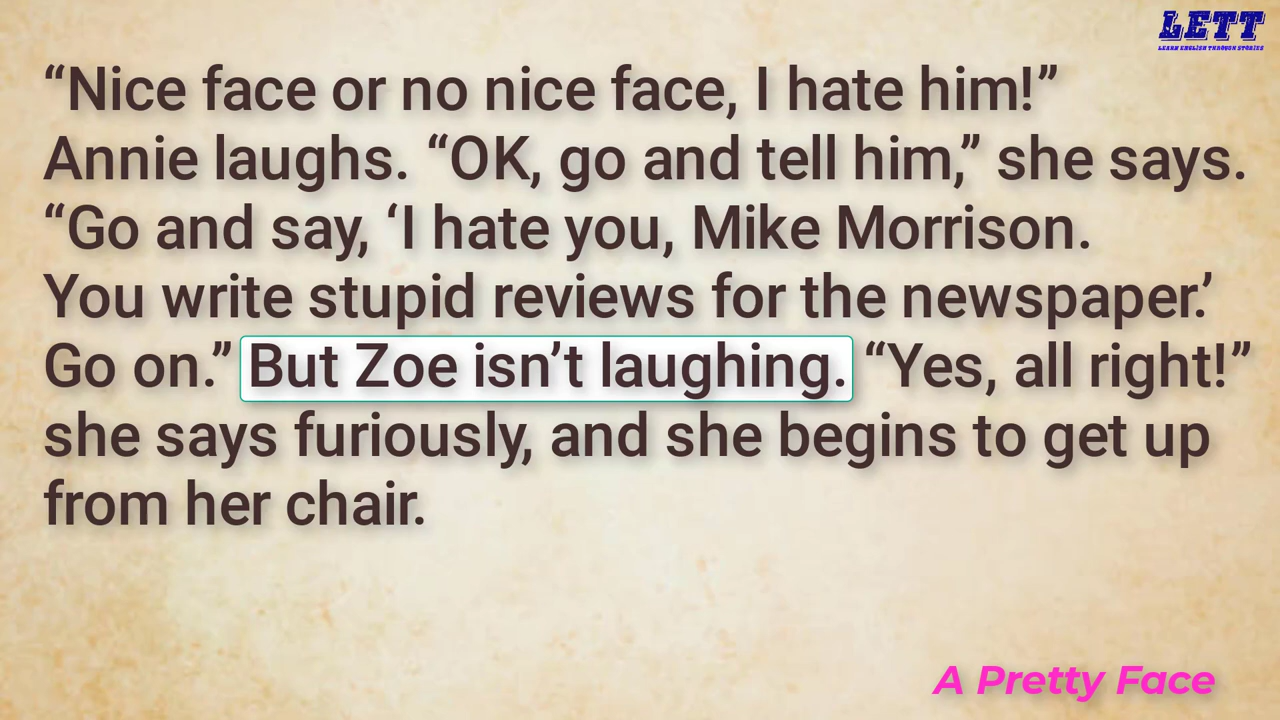 LETT
LEARN ENGLISH THROUGH STORIES
“Nice face or no nice face, I hate him!”
Annie laughs. “OK, go and tell him,” she says.
“Go and say, ‘I hate you, Mike Morrison.
You write stupid reviews for the newspaper.’
Go on.” But Zoe isn’t laughing. “Yes, all right!”
she says furiously, and she begins to get up
from her chair.
A Pretty Face